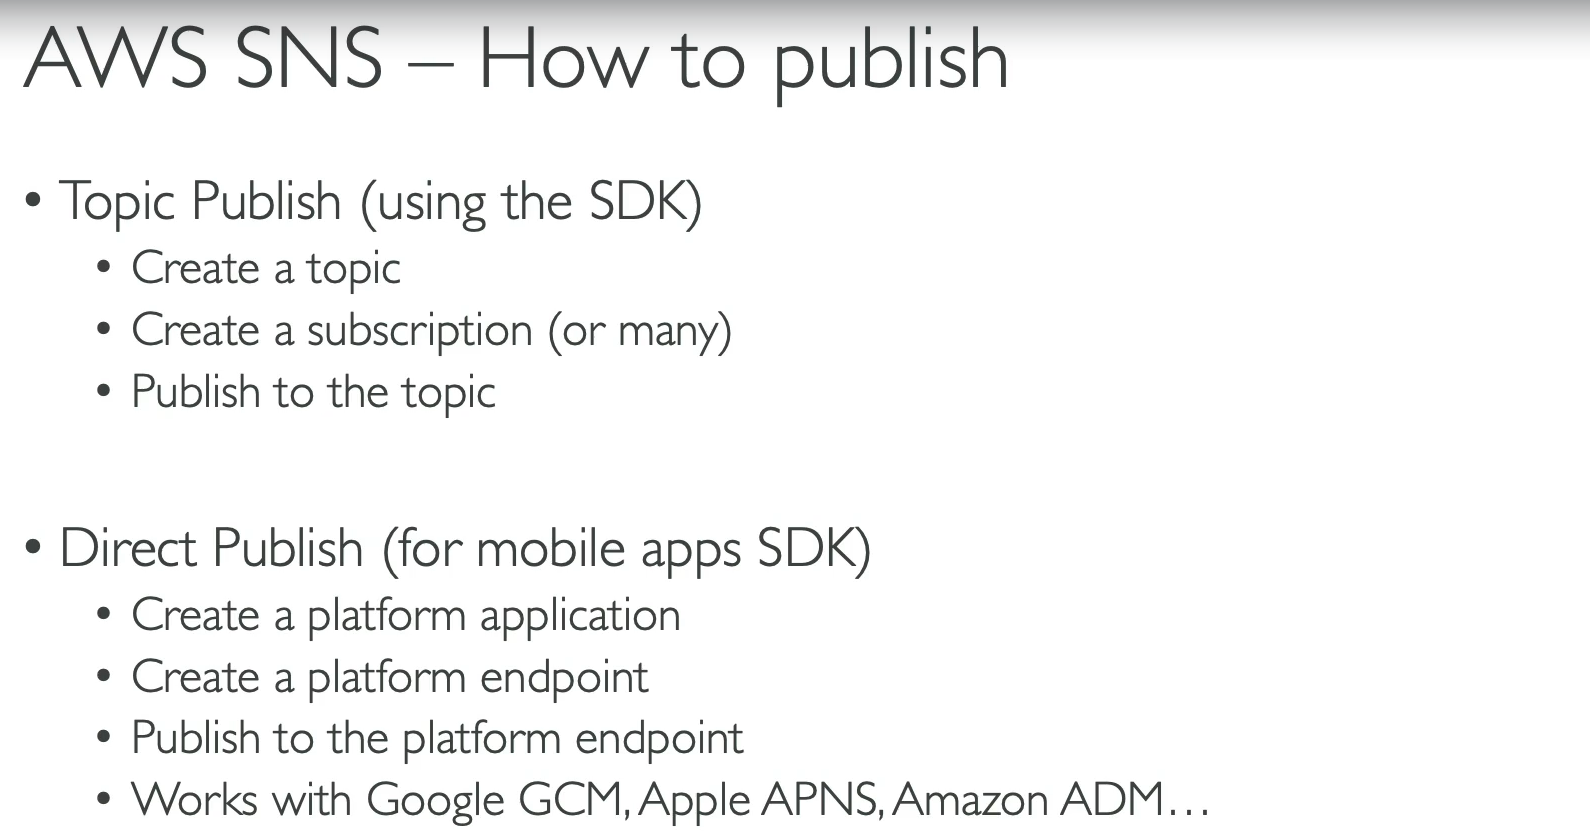 AWS SNS – How to publish
• Topic Publish (using the SDK)
• Create a topic
• Create a subscription (or many)
• Publish to the topic
• Direct Publish (for mobile apps SDK)
• Create a platform application
• Create a platform endpoint
• Publish to the platform endpoint
• Works with Google GCM, Apple APNS, Amazon ADM…